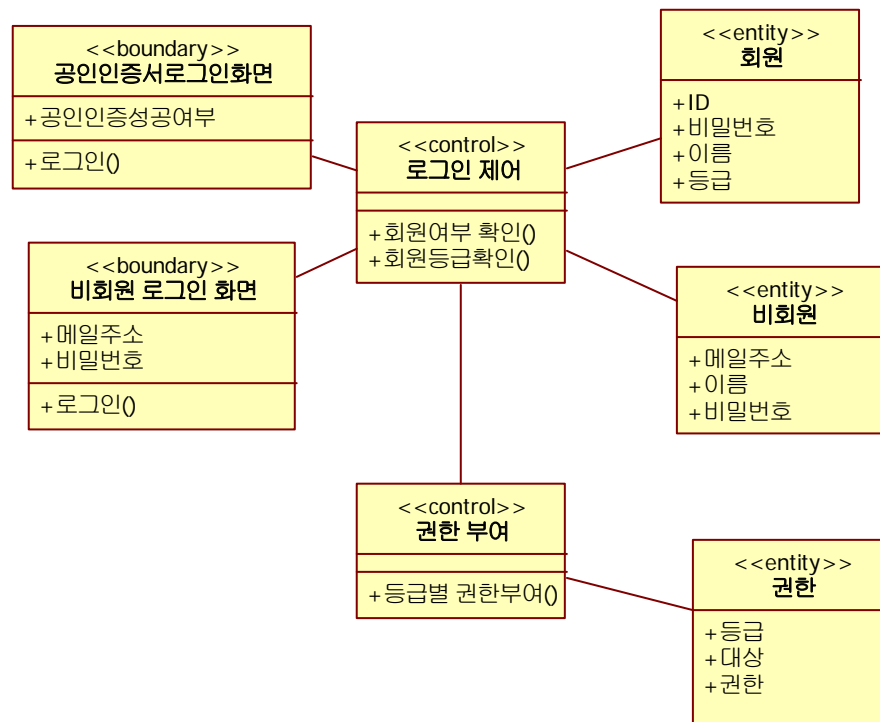 <<boundary>>
공인인증서로그인화면
+공인인증성공여부
+로그인()
<<entity>>
회원
+ID
+비밀번호
+이름
+등급
<<control>>
로그인 제어
+회원여부 확인()
+회원등급확인()
<<boundary>>
비회원 로그인 화면
+메일주소
+비밀번호
+로그인()
<<entity>>
비회원
+메일주소
+이름
+비밀번호
<<control>>
권한 부여
+등급별 권한부여()
<<entity>>
권한
+등급
+대상
+권한